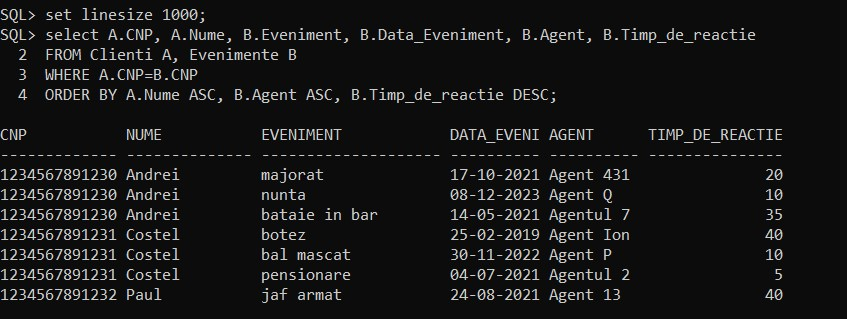 SQL> set linesize 1000;
SQL> select A.CNP, A.Nume, B.Eveniment, B.Data_Eveniment, B.Agent, B.Timp_de_reactie
  2  FROM Clienti A, Evenimente B
  3  WHERE A.CNP=B.CNP
  4  ORDER BY A.Nume ASC, B.Agent ASC, B.Timp_de_reactie DESC;

CNP           NUME           EVENIMENT            DATA_EVENI AGENT      TIMP_DE_REACTIE
------------- -------------- -------------------- ---------- ---------- ---------------
1234567891230 Andrei         majorat              17-10-2021 Agent 431               20
1234567891230 Andrei         nunta                08-12-2023 Agent Q                 10
1234567891230 Andrei         bataie in bar        14-05-2021 Agentul 7               35
1234567891231 Costel         botez                25-02-2019 Agent Ion               40
1234567891231 Costel         bal mascat           30-11-2022 Agent P                 10
1234567891231 Costel         pensionare           04-07-2021 Agentul 2                5
1234567891232 Paul           jaf armat            24-08-2021 Agent 13                40